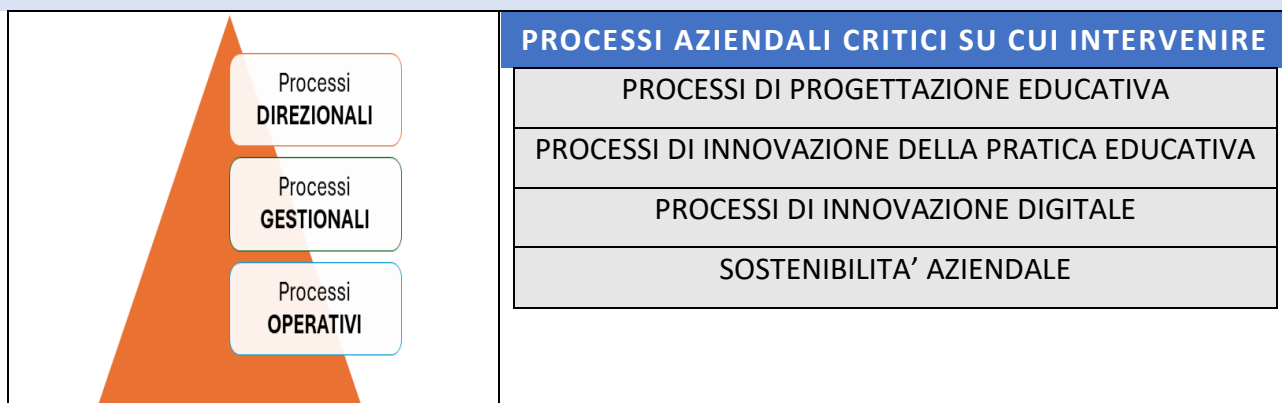 Processi
DIREZIONALI
Processi
GESTIONALI
Processi
OPERATIVI
PROCESSI AZIENDALI CRITICI SU CUI INTERVENIRE
PROCESSI DI PROGETTAZIONE EDUCATIVA
PROCESSI DI INNOVAZIONE DELLA PRATICA EDUCATIVA
PROCESSI DI INNOVAZIONE DIGITALE
SOSTENIBILITA’ AZIENDALE